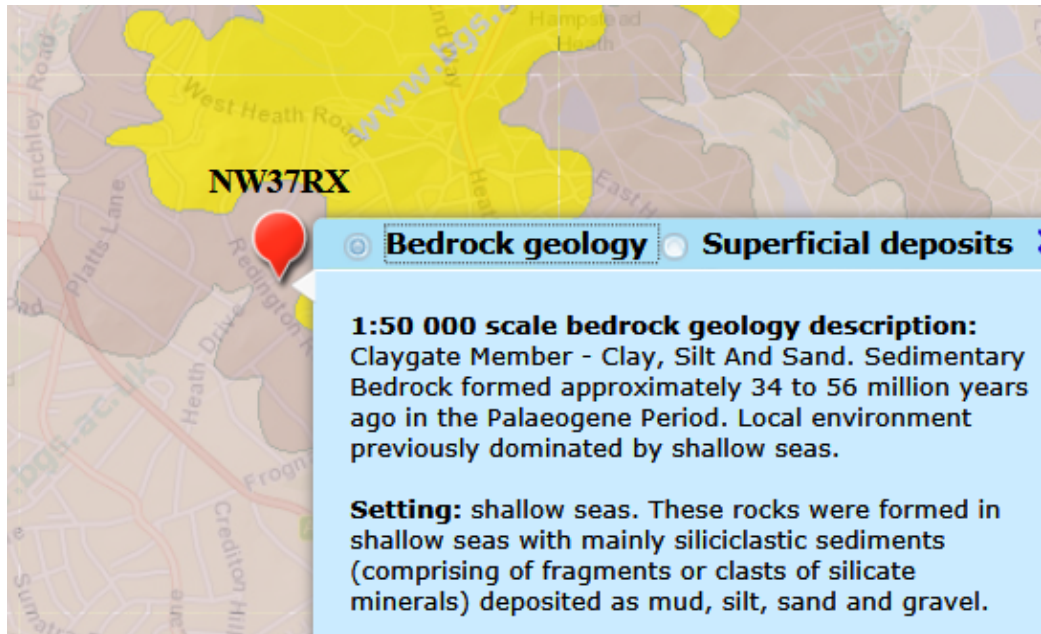 Hampstead
Heath
www.bgs.
West Heath Road
Finchley Road
NW37RX
Platts Lane
Redington
Heath Drive
Bedrock geology Superficial deposits
1:50 000 scale bedrock geology description:
Claygate Member - Clay, Silt And Sand. Sedimentary
Bedrock formed approximately 34 to 56 million years
ago in the Palaeogene Period. Local environment
previously dominated by shallow seas.
Setting: shallow seas. These rocks were formed in
shallow seas with mainly siliciclastic sediments
(comprising of fragments or clasts of silicate
minerals) deposited as mud, silt, sand and gravel.
Crediton Hill